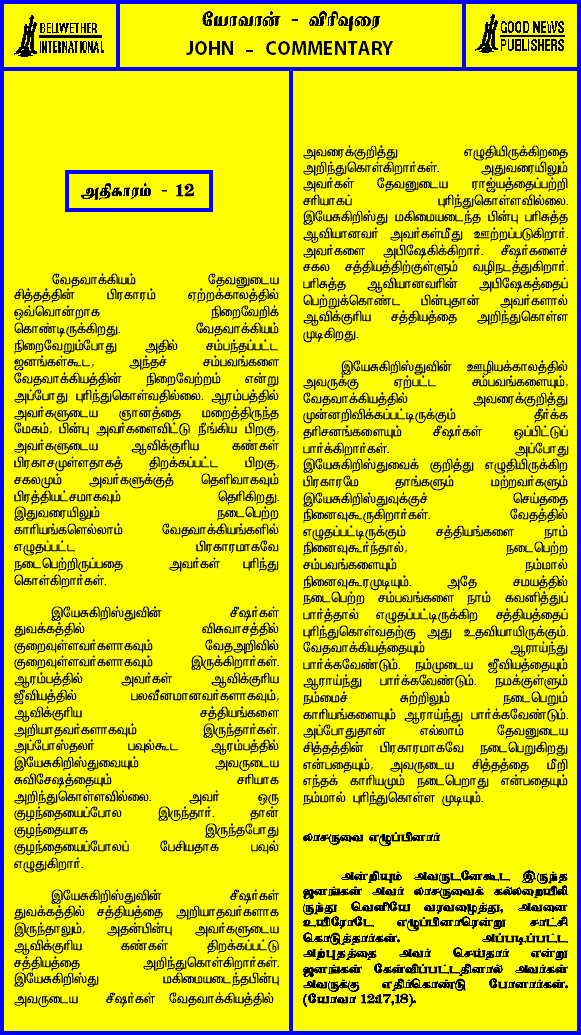 BELWETHER
INTERNATIONAL
யோவான் - விரிவுரை
JOHN - COMMENTARY
GOOD NEWS
PUBLISHERS
அதிகாரம் - 12
வேதவாக்கியம் தேவனுடைய
சித்தத்தின் பிரகாரம் ஏற்றக்காலத்தில்
ஒவ்வொன்றாக நிறைவேறிக்
கொண்டிருக்கிறது. வேதவாக்கியம்
நிறைவேறும்போது அதில் சம்பந்தப்பட்ட
ஜனங்கள்கூட, அந்தச் சம்பவங்களை
வேதவாக்கியத்தின் நிறைவேற்றம் என்று
அப்போது புரிந்துகொள்வதில்லை. ஆரம்பத்தில்
அவர்களுடைய ஞானத்தை மறைத்திருந்த
மேகம், பின்பு அவர்களைவிட்டு நீங்கிய பிறகு,
அவர்களுடைய ஆவிக்குரிய கண்கள்
பிரகாசமுள்ளதாகத் திறக்கப்பட்ட பிறகு,
சகலமும் அவர்களுக்குத் தெளிவாகவும்
பிரத்தியட்சமாகவும் தெரிகிறது.
இதுவரையிலும் நடைபெற்ற
காரியங்களெல்லாம் வேதவாக்கியங்களில்
எழுதப்பட்ட பிரகாரமாகவே
நடைபெற்றிருப்பதை அவர்கள் புரிந்து
கொள்கிறார்கள்.
இயேசுகிறிஸ்துவின் சீஷர்கள்
துவக்கத்தில் விசுவாசத்தில்
குறைவுள்ளவர்களாகவும் வேதஅறிவில்
குறைவுள்ளவர்களாகவும் இருக்கிறார்கள்.
ஆரம்பத்தில் அவர்கள் ஆவிக்குரிய
ஜீவியத்தில் பலவீனமானவர்களாகவும்,
ஆவிக்குரிய சத்தியங்களை
அறியாதவர்களாகவும் இருந்தார்கள்.
அப்போஸ்தலர் பவுல்கூட ஆரம்பத்தில்
இயேசுகிறிஸ்துவையும் அவருடைய
சுவிசேஷத்தையும் சரியாக
அறிந்துகொள்ளவில்லை. அவர் ஒரு
குழந்தையைப்போல இருந்தார். தான்
குழந்தையாக இருந்தபோது
குழந்தையைப்போலப் பேசியதாக பவுல்
எழுதுகிறார்.
இயேசுகிறிஸ்துவின் சீஷர்கள்
துவக்கத்தில் சத்தியத்தை அறியாதவர்களாக
இருந்தாலும், அதன்பின்பு அவர்களுடைய
ஆவிக்குரிய கண்கள் திறக்கப்பட்டு
சத்தியத்தை அறிந்துகொள்கிறார்கள்.
இயேசுகிறிஸ்து மகிமையடைந்தபின்பு
அவருடைய சீஷர்கள் வேதவாக்கியத்தில்
அவரைக்குறித்து எழுதியிருக்கிறதை
அறிந்துகொள்கிறார்கள். அதுவரையிலும்
அவர்கள் தேவனுடைய ராஜ்யத்தைப்பற்றி
சரியாகப் புரிந்துகொள்ளவில்லை.
இயேசுகிறிஸ்து மகிமையடைந்த பின்பு பரிசுத்த
ஆவியானவர் அவர்கள்மீது ஊற்றப்படுகிறார்.
அவர்களை அபிஷேகிக்கிறார். சீஷர்களைச்
சகல சத்தியத்திற்குள்ளும் வழிநடத்துகிறார்.
பரிசுத்த ஆவியானவரின் அபிஷேகத்தைப்
பெற்றுக்கொண்ட பின்புதான் அவர்களால்
ஆவிக்குரிய சத்தியத்தை அறிந்துகொள்ள
முடிகிறது.
இயேசுகிறிஸ்துவின் ஊழியக்காலத்தில்
அவருக்கு ஏற்பட்ட சம்பவங்களையும்,
வேதவாக்கியத்தில் அவரைக்குறித்து
முன்னறிவிக்கப்பட்டிருக்கும் தீர்க்க
தரிசனங்களையும் சீஷர்கள் ஒப்பிட்டுப்
பார்க்கிறார்கள். அப்போது
இயேசுகிறிஸ்துவைக் குறித்து எழுதியிருக்கிற
பிரகாரமே தாங்களும் மற்றவர்களும்
இயேசுகிறிஸ்துவுக்குச் செய்ததை
நினைவுகூருகிறார்கள். வேதத்தில்
எழுதப்பட்டிருக்கும் சத்தியங்களை நாம்
நினைவுகூர்ந்தால், நடைபெற்ற
சம்பவங்களையும் நம்மால்
நினைவுகூரமுடியும். அதே சமயத்தில்
நடைபெற்ற சம்பவங்களை நாம் கவனித்துப்
பார்த்தால் எழுதப்பட்டிருக்கிற சத்தியத்தைப்
புரிந்துகொள்வதற்கு அது உதவியாயிருக்கும்.
வேதவாக்கியத்தையும் ஆராய்ந்து
பார்க்கவேண்டும். நம்முடைய ஜீவியத்தையும்
ஆராய்ந்து பார்க்கவேண்டும். நமக்குள்ளும்
நம்மைச் சுற்றிலும் நடைபெறும்
காரியங்களையும் ஆராய்ந்து பார்க்கவேண்டும்.
அப்போதுதான் எல்லாம் தேவனுடைய
சித்தத்தின் பிரகாரமாகவே நடைபெறுகிறது
என்பதையும், அவருடைய சித்தத்தை மீறி
எந்தக் காரியமும் நடைபெறாது என்பதையும்
நம்மால் புரிந்துகொள்ள முடியும்.
லாசருவை எழுப்பினார்
அன்றியும் அவருடனேகூட இருந்த
ஜனங்கள் அவர் லாசருவைக் கல்லறையிலி
ருந்து வெளியே வரவழைத்து, அவனை
உயிரோடே எழுப்பினாரென்று சாட்சி
கொடுத்தார்கள். அப்படிப்பட்ட
அற்புதத்தை அவர் செய்தார் என்று
ஜனங்கள் கேள்விப்பட்டதினால் அவர்கள்
அவருக்கு எதிர்கொண்டு போனார்கள்.
(யோவா 12:17,18).